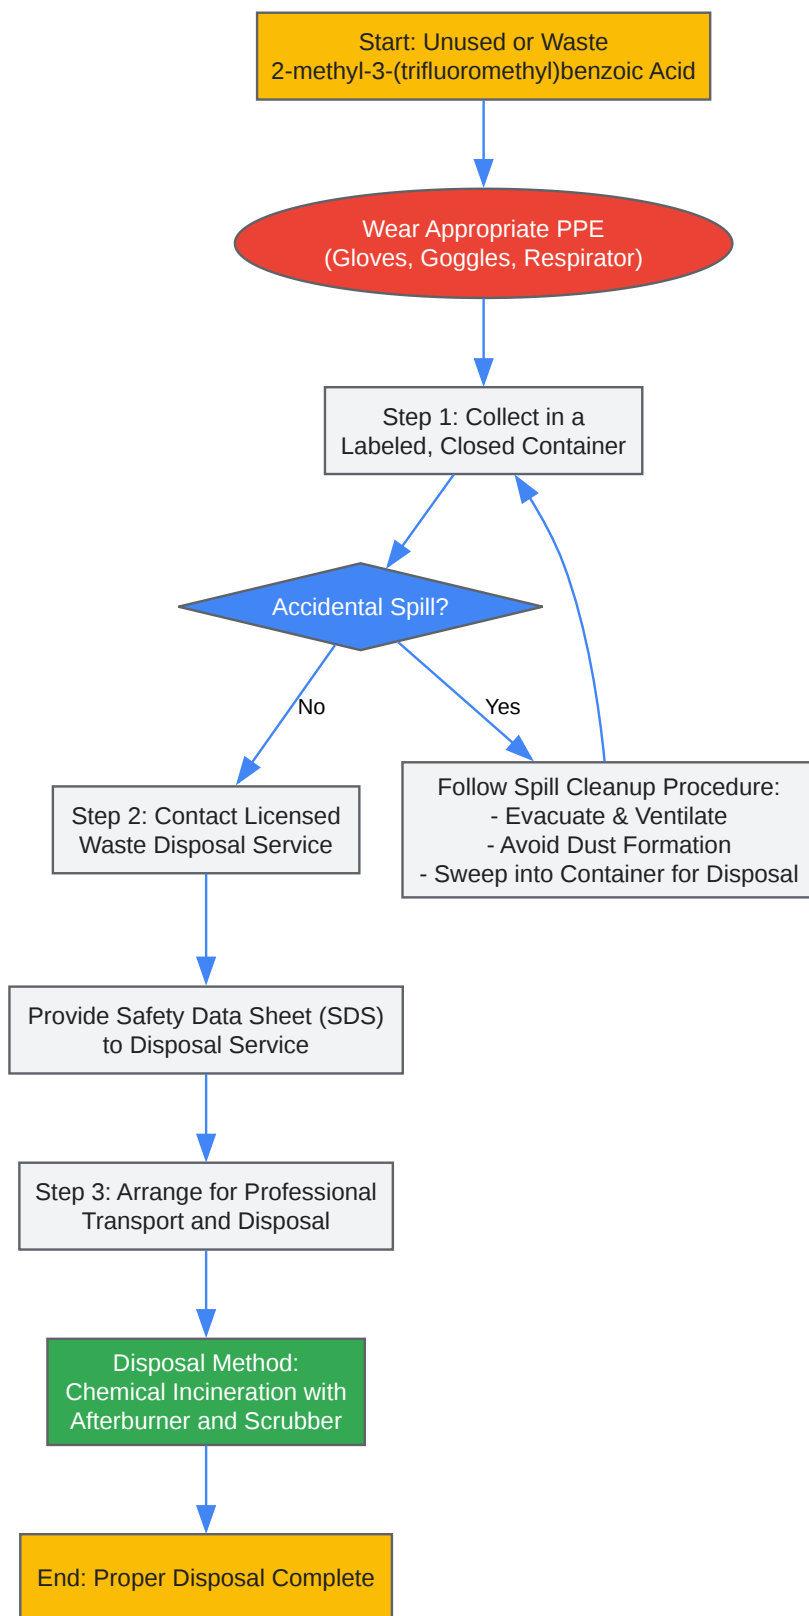 Start: Unused or Waste
2-methyl-3-(trifluoromethyl)benzoic Acid
Wear Appropriate PPE
(Gloves, Goggles, Respirator)
Step 1: Collect in a
Labeled, Closed Container
Accidental Spill?
No
Yes
Step 2: Contact Licensed
Waste Disposal Service
Follow Spill Cleanup Procedure:
- Evacuate & Ventilate
- Avoid Dust Formation
- Sweep into Container for Disposal
Provide Safety Data Sheet (SDS)
to Disposal Service
Step 3: Arrange for Professional
Transport and Disposal
Disposal Method:
Chemical Incineration with
Afterburner and Scrubber
End: Proper Disposal Complete